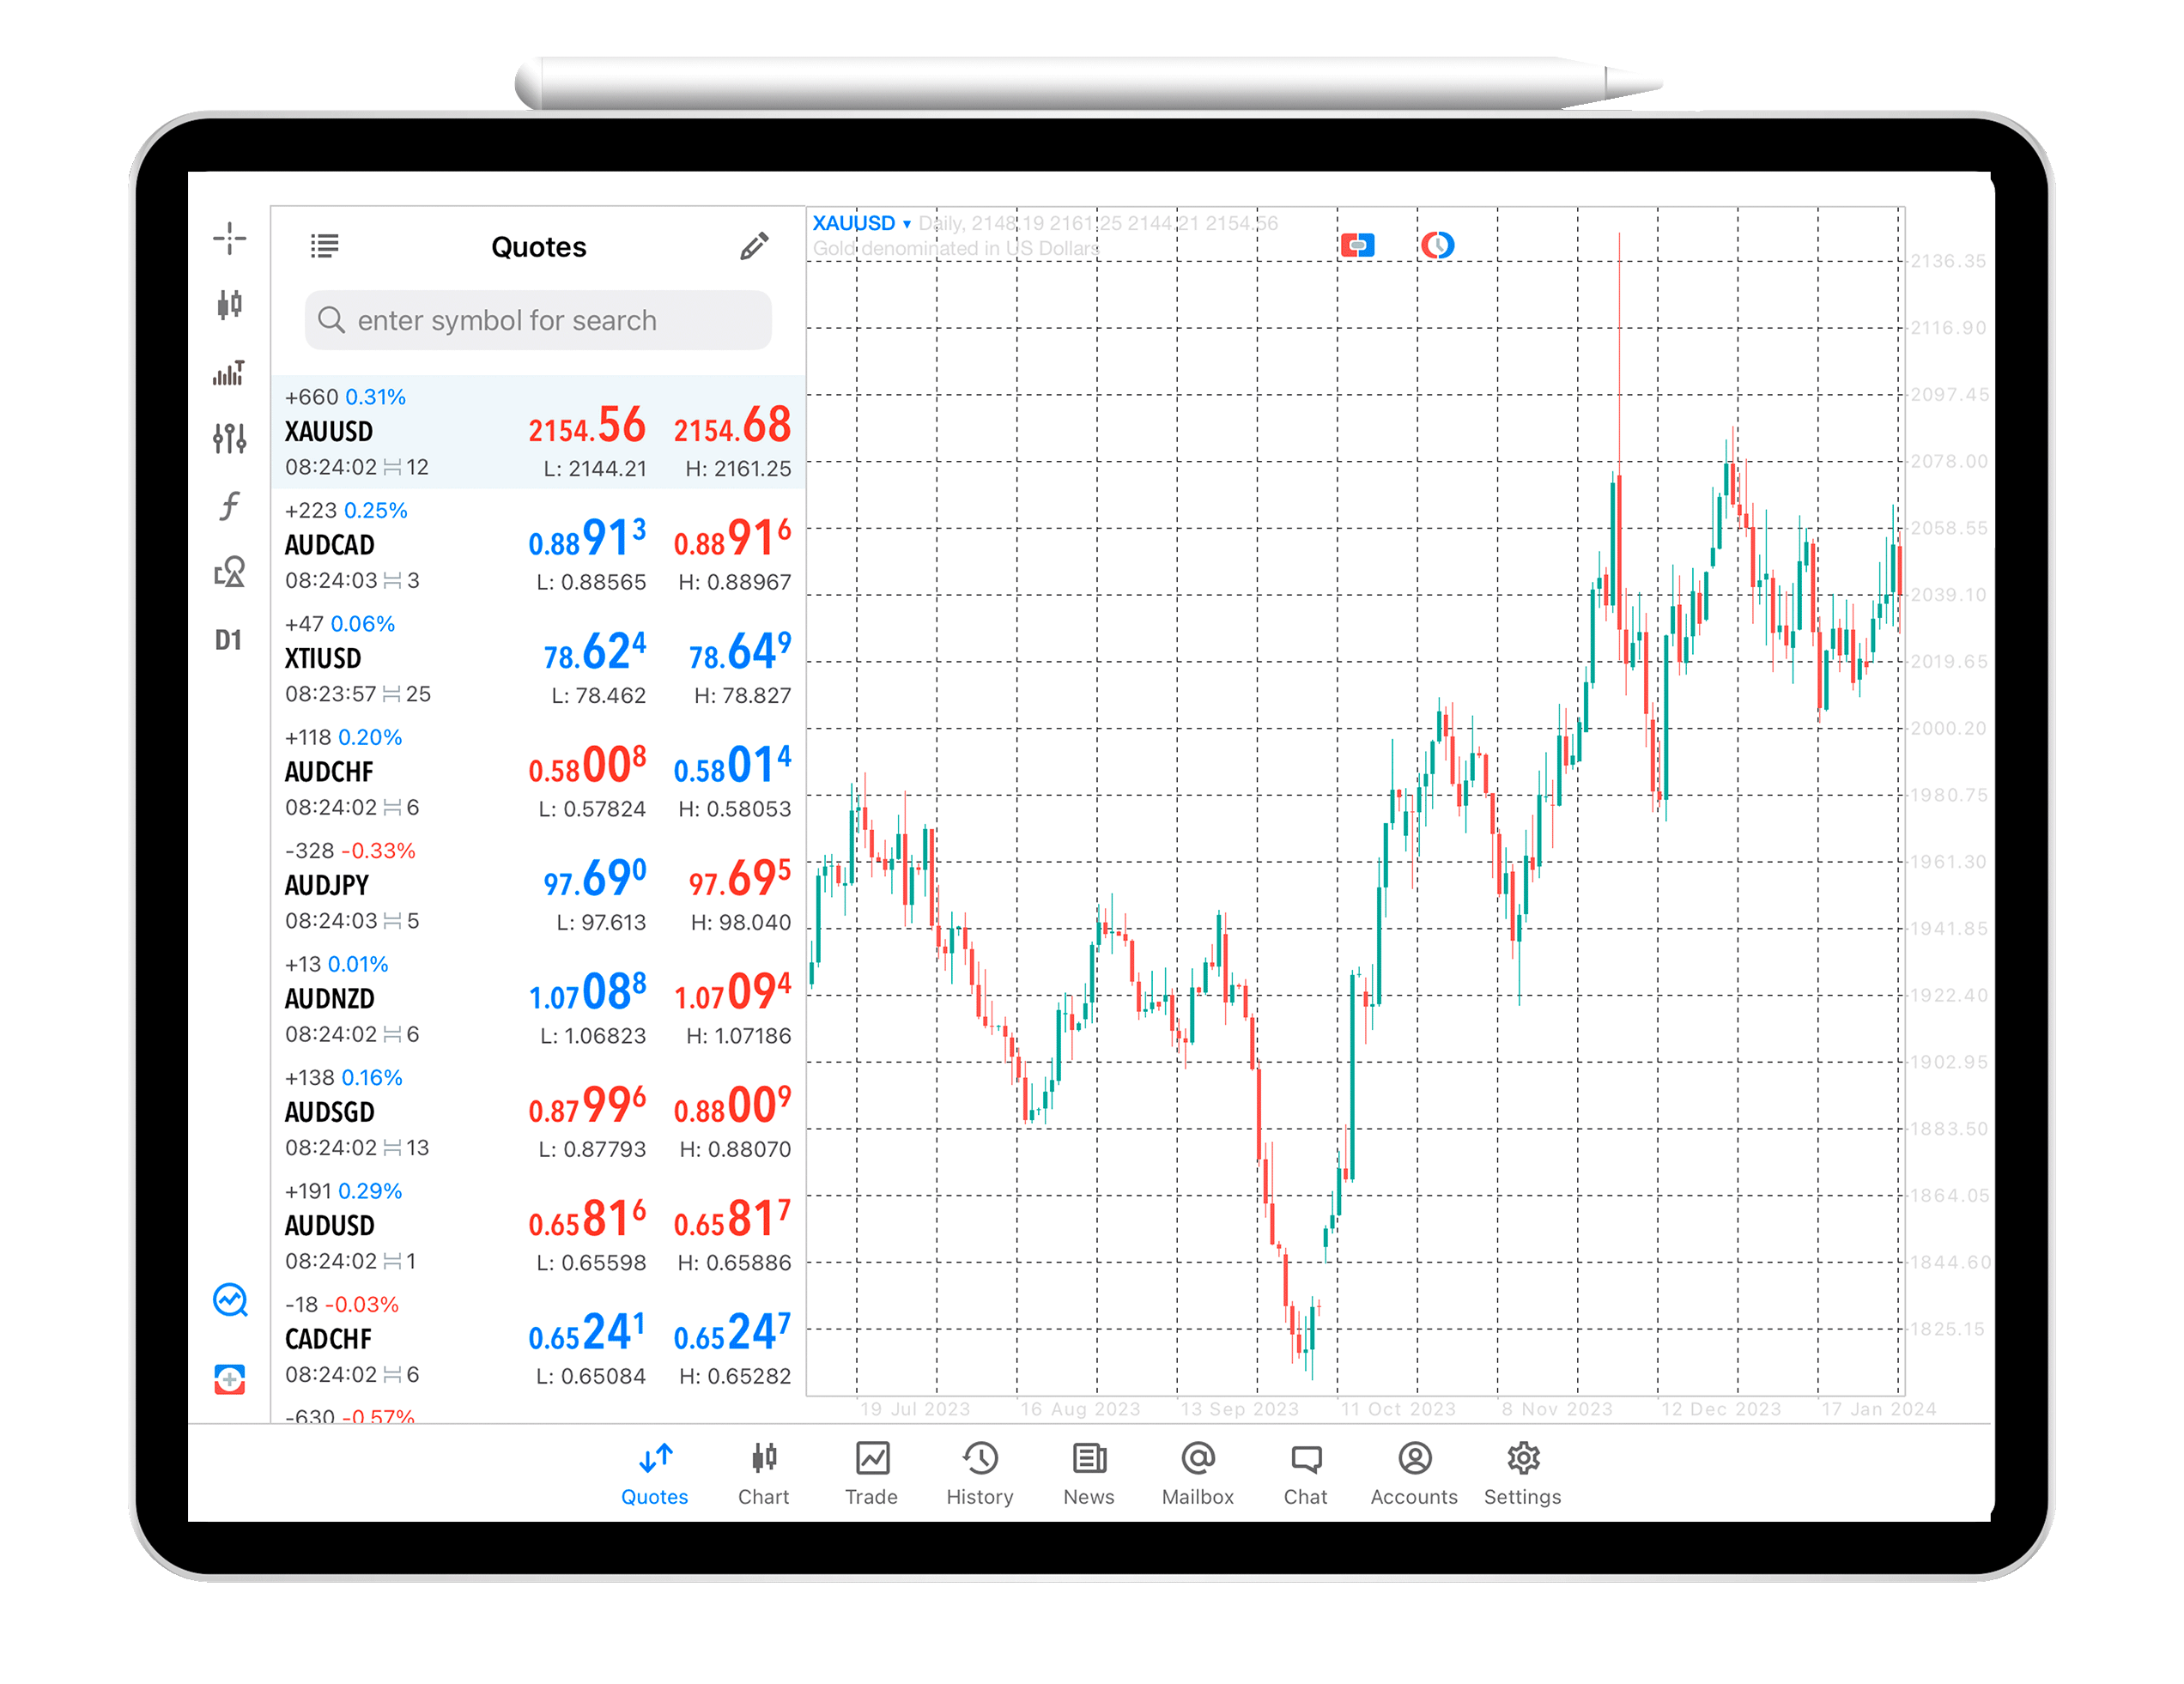 Quotes
enter symbol for search
+660 0.31%
XAUUSD 2154.56 2154.68
08:24:02 12 L: 2144.21 H: 2161.25
+223 0.25%
AUDCAD 0.88913 0.88916
08:24:03 3 L: 0.88565 H: 0.88967
+47 0.06%
XTIUSD 78.624 78.649
08:23:57 25 L: 78.462 H: 78.827
+118 0.20%
AUDCHF 0.58008 0.58014
08:24:02 6 L: 0.57824 H: 0.58053
-328 -0.33%
AUDJPY 97.690 97.695
08:24:03 5 L: 97.613 H: 98.040
+13 0.01%
AUDNZD 1.07088 1.07094
08:24:02 6 L: 1.06823 H: 1.07186
+138 0.16%
AUDSGD 0.87996 0.88009
08:24:02 13 L: 0.87793 H: 0.88070
+191 0.29%
AUDUSD 0.65816 0.65817
08:24:02 1 L: 0.65598 H: 0.65886
-18 -0.03%
CADCHF 0.65241 0.65247
08:24:02 6 L: 0.65084 H: 0.65282
-630 -0.57%
D1
XAUUSD Daily, 2148.19 2161.25 2144.21 2154.56
Gold denominated in US Dollars
2136.35
2116.90
2097.45
2078.00
2058.55
2039.10
2019.65
2000.20
1980.75
1961.30
1941.85
1922.40
1902.95
1883.50
1864.05
1844.60
1825.15
19 Jul 2023 16 Aug 2023 13 Sep 2023 11 Oct 2023 8 Nov 2023 12 Dec 2023 17 Jan 2024
Quotes Chart Trade History News Mailbox Chat Accounts Settings